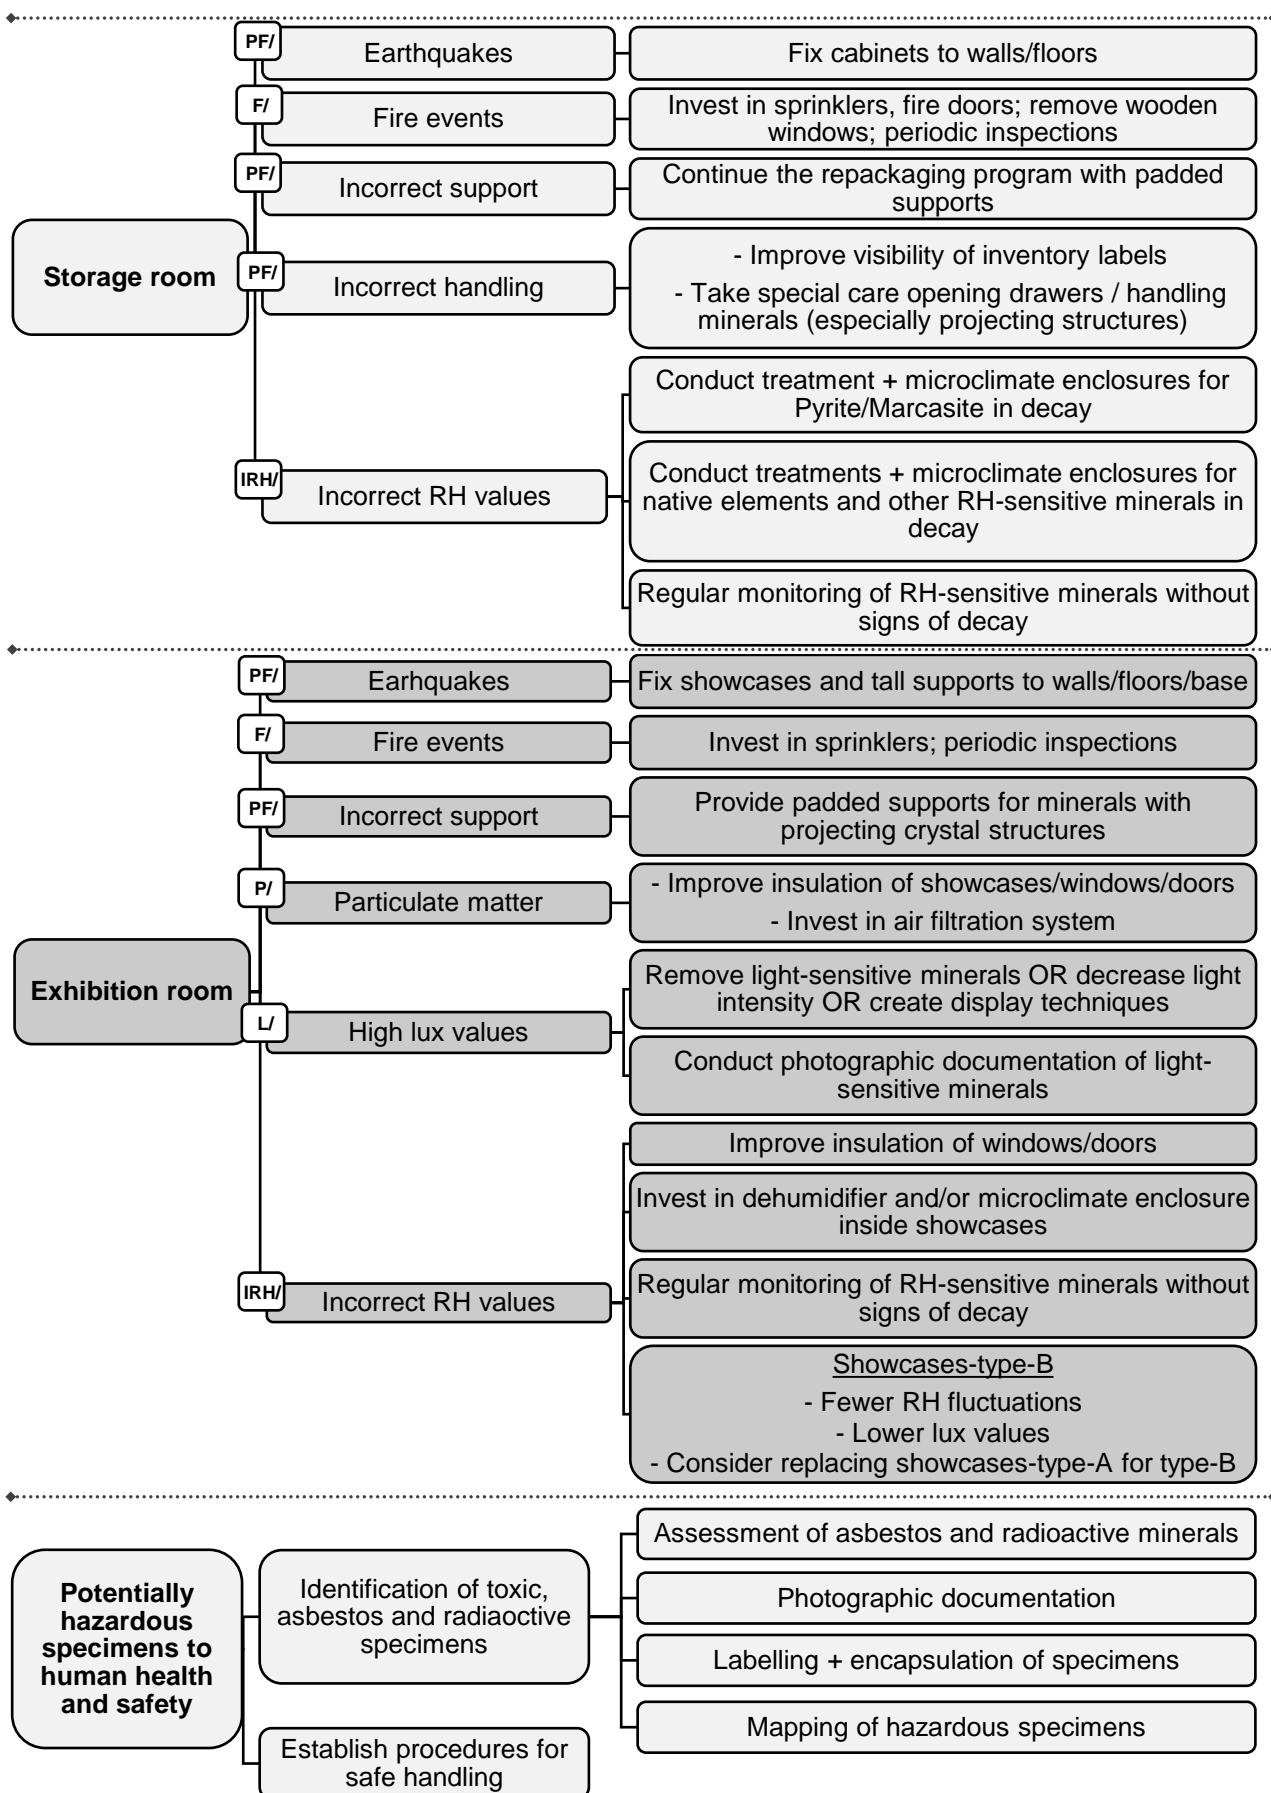 PF/
Earthquakes
Fix cabinets to walls/floors
F/
Fire events
Invest in sprinklers, fire doors; remove wooden
windows; periodic inspections
PF/
Incorrect support
Continue the repackaging program with padded
supports
Storage room
PF/
Incorrect handling
- Improve visibility of inventory labels
- Take special care opening drawers / handling
minerals (especially projecting structures)
IRH/
Incorrect RH values
Conduct treatment + microclimate enclosures for
Pyrite/Marcasite in decay
Conduct treatments + microclimate enclosures for
native elements and other RH-sensitive minerals in
decay
Regular monitoring of RH-sensitive minerals without
signs of decay
PF/
Earhquakes
Fix showcases and tall supports to walls/floors/base
F/
Fire events
Invest in sprinklers; periodic inspections
PF/
Incorrect support
Provide padded supports for minerals with
projecting crystal structures
P/
Particulate matter
- Improve insulation of showcases/windows/doors
- Invest in air filtration system
Exhibition room
L/
High lux values
Remove light-sensitive minerals OR decrease light
intensity OR create display techniques
Conduct photographic documentation of light-
sensitive minerals
IRH/
Incorrect RH values
Improve insulation of windows/doors
Invest in dehumidifier and/or microclimate enclosure
inside showcases
Regular monitoring of RH-sensitive minerals without
signs of decay
Showcases-type-B
- Fewer RH fluctuations
- Lower lux values
- Consider replacing showcases-type-A for type-B
Potentially
hazardous
specimens to
human health
and safety
Identification of toxic,
asbestos and radiaoctive
specimens
Assessment of asbestos and radioactive minerals
Photographic documentation
Labelling + encapsulation of specimens
Mapping of hazardous specimens
Establish procedures for
safe handling